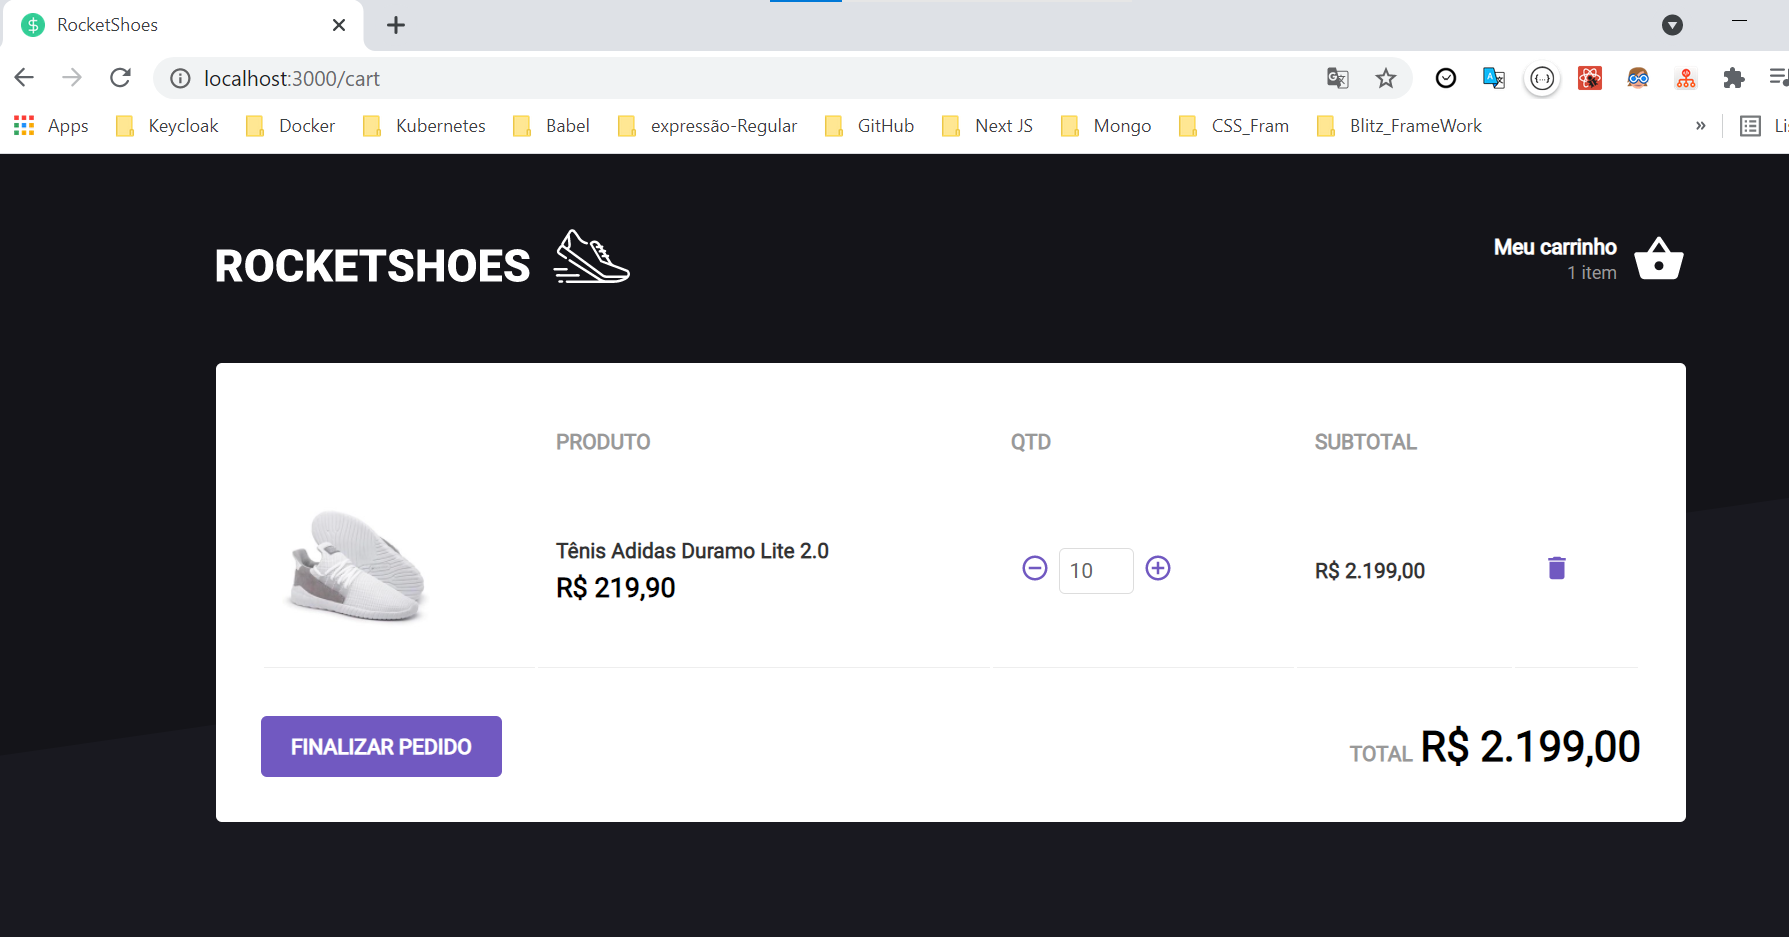 RocketShoes
localhost:3000/cart
Apps Keycloak Docker Kubernetes Babel expressão-Regular GitHub Next JS Mongo CSS_Fram Blitz_FrameWork »
ROCKETSHOES
Meu carrinho
1 item
PRODUTO QTD SUBTOTAL
Tênis Adidas Duramo Lite 2.0
R$ 219,90
10
R$ 2.199,00
FINALIZAR PEDIDO
TOTAL R$ 2.199,00